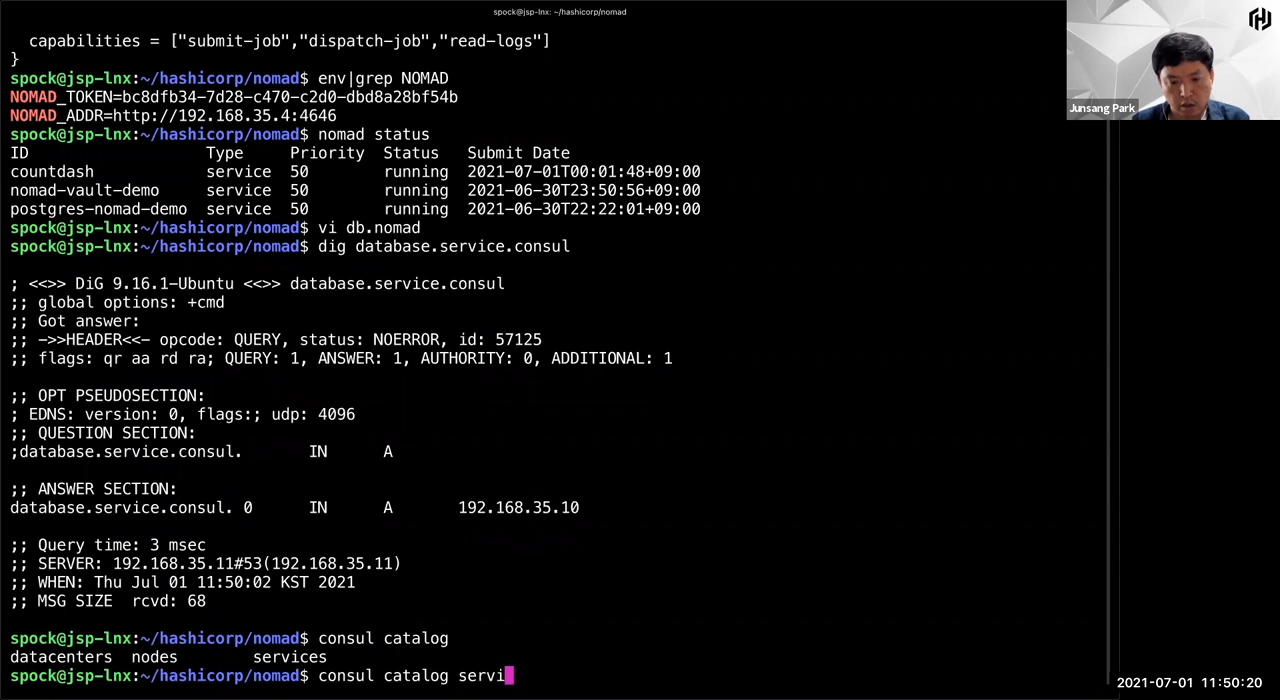 spock@jsp-lnx: ~/hashicorp/nomad
  capabilities = ["submit-job","dispatch-job","read-logs"]
}
spock@jsp-lnx:~/hashicorp/nomad$ env|grep NOMAD
NOMAD_TOKEN=bc8dfb34-7d28-c470-c2d0-dbd8a28bf54b
NOMAD_ADDR=http://192.168.35.4:4646
spock@jsp-lnx:~/hashicorp/nomad$ nomad status
ID                   Type     Priority  Status   Submit Date
countdash            service  50        running  2021-07-01T00:01:48+09:00
nomad-vault-demo     service  50        running  2021-06-30T23:50:56+09:00
postgres-nomad-demo  service  50        running  2021-06-30T22:22:01+09:00
spock@jsp-lnx:~/hashicorp/nomad$ vi db.nomad
spock@jsp-lnx:~/hashicorp/nomad$ dig database.service.consul
; <<>> DiG 9.16.1-Ubuntu <<>> database.service.consul
;; global options: +cmd
;; Got answer:
;; ->>HEADER<<- opcode: QUERY, status: NOERROR, id: 57125
;; flags: qr aa rd ra; QUERY: 1, ANSWER: 1, AUTHORITY: 0, ADDITIONAL: 1
;; OPT PSEUDOSECTION:
; EDNS: version: 0, flags:; udp: 4096
;; QUESTION SECTION:
;database.service.consul.       IN      A
;; ANSWER SECTION:
database.service.consul. 0      IN      A       192.168.35.10
;; Query time: 3 msec
;; SERVER: 192.168.35.11#53(192.168.35.11)
;; WHEN: Thu Jul 01 11:50:02 KST 2021
;; MSG SIZE  rcvd: 68
spock@jsp-lnx:~/hashicorp/nomad$ consul catalog
datacenters  nodes        services
spock@jsp-lnx:~/hashicorp/nomad$ consul catalog servi
Junsang Park
2021-07-01 11:50:20